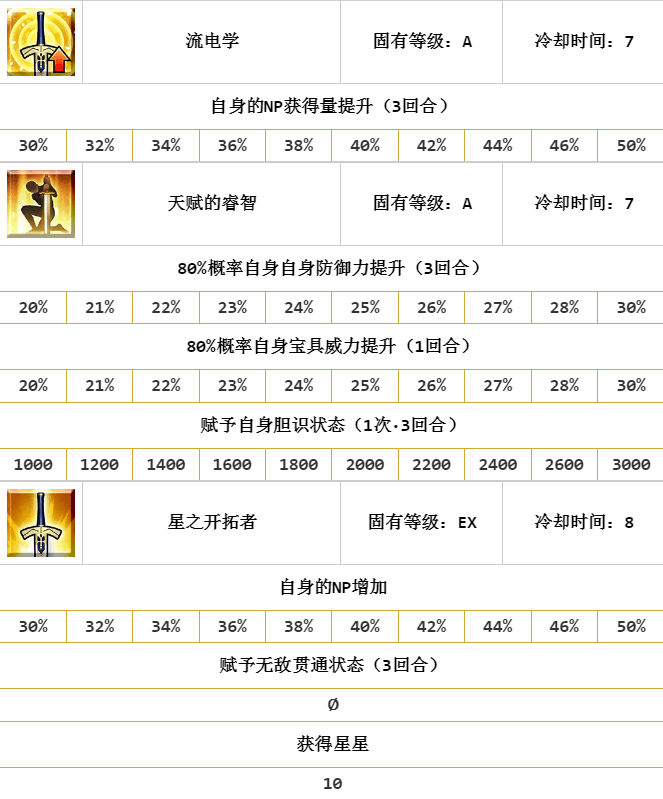 流电学 固有等级：A 冷却时间：7
自身的NP获得量提升（3回合）
30% 32% 34% 36% 38% 40% 42% 44% 46% 50%
天赋的睿智 固有等级：A 冷却时间：7
80%概率自身自身防御力提升（3回合）
20% 21% 22% 23% 24% 25% 26% 27% 28% 30%
80%概率自身宝具威力提升（1回合）
20% 21% 22% 23% 24% 25% 26% 27% 28% 30%
赋予自身胆识状态（1次·3回合）
1000 1200 1400 1600 1800 2000 2200 2400 2600 3000
星之开拓者 固有等级：EX 冷却时间：8
自身的NP增加
30% 32% 34% 36% 38% 40% 42% 44% 46% 50%
赋予无敌贯通状态（3回合）
Ø
获得星星
10